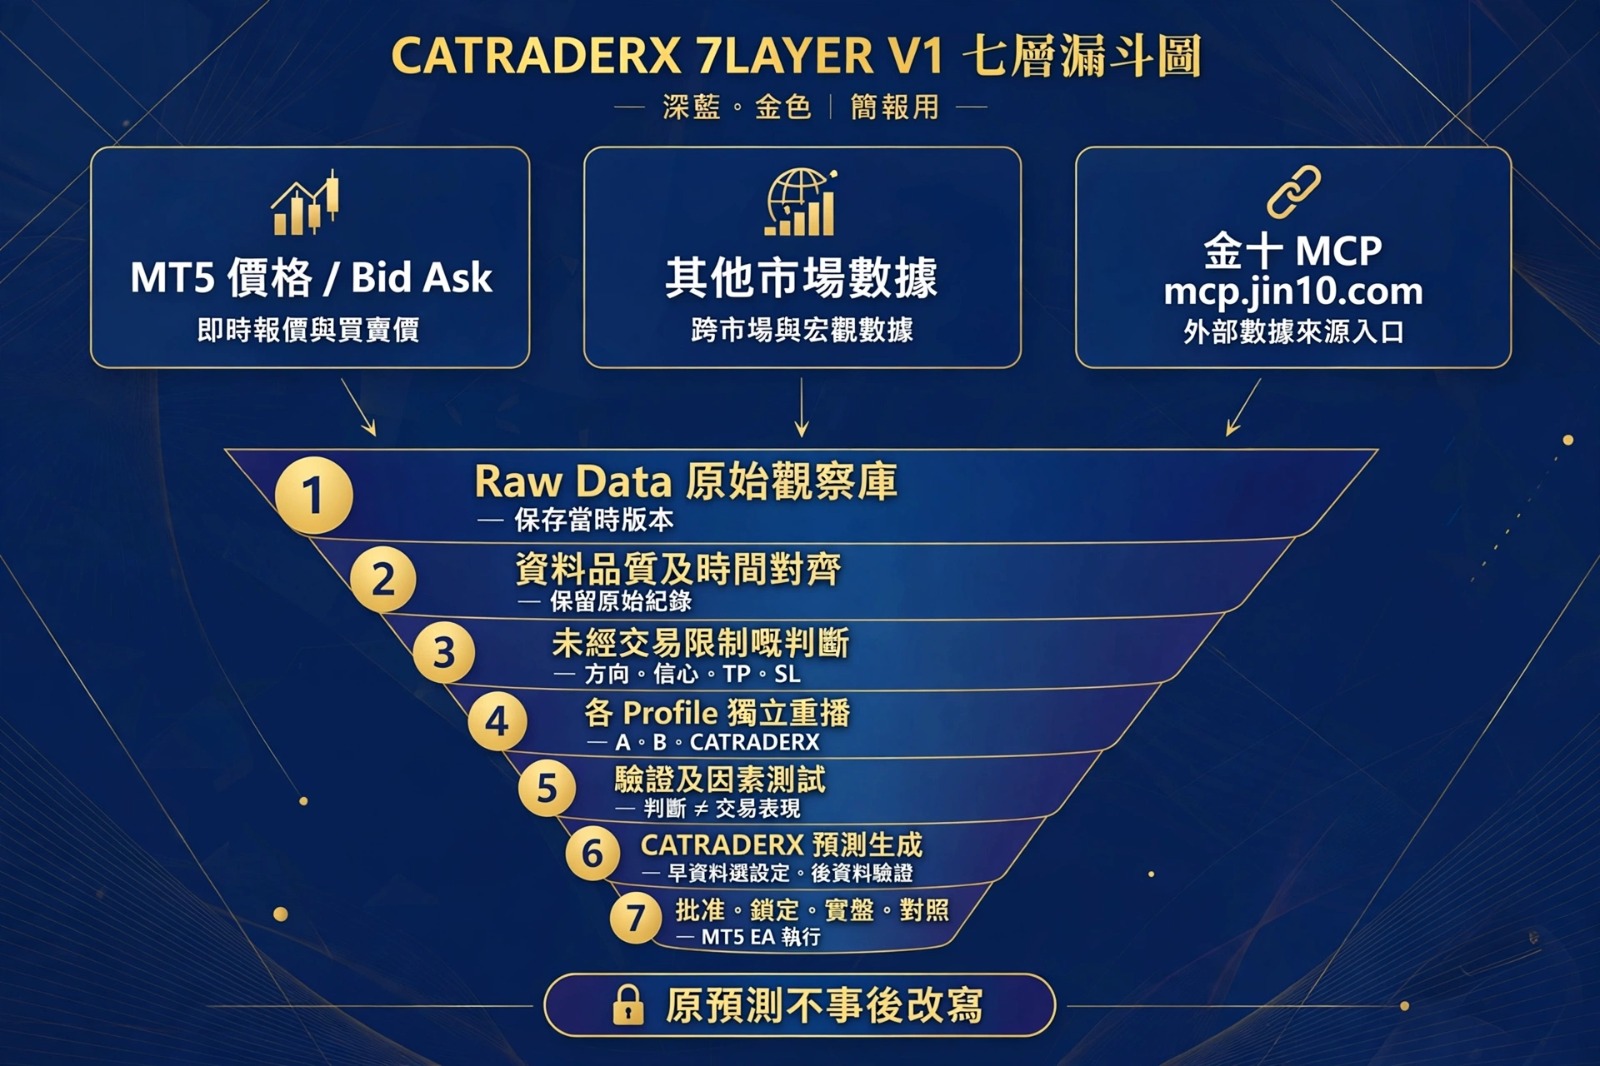 CATRADERX 7LAYER V1 七層漏斗圖
— 深藍。金色｜簡報用 —
MT5 價格 / Bid Ask
即時報價與買賣價
其他市場數據
跨市場與宏觀數據
金十 MCP
mcp.jin10.com
外部數據來源入口
1
Raw Data 原始觀察庫
— 保存當時版本
2
資料品質及時間對齊
— 保留原始紀錄
3
未經交易限制嘅判斷
— 方向。信心。TP。SL
4
各 Profile 獨立重播
— A。B。CATRADERX
5
驗證及因素測試
— 判斷 ≠ 交易表現
6
CATRADERX 預測生成
— 早資料選設定。後資料驗證
7
批准。鎖定。實盤。對照
— MT5 EA 執行
原預測不事後改寫